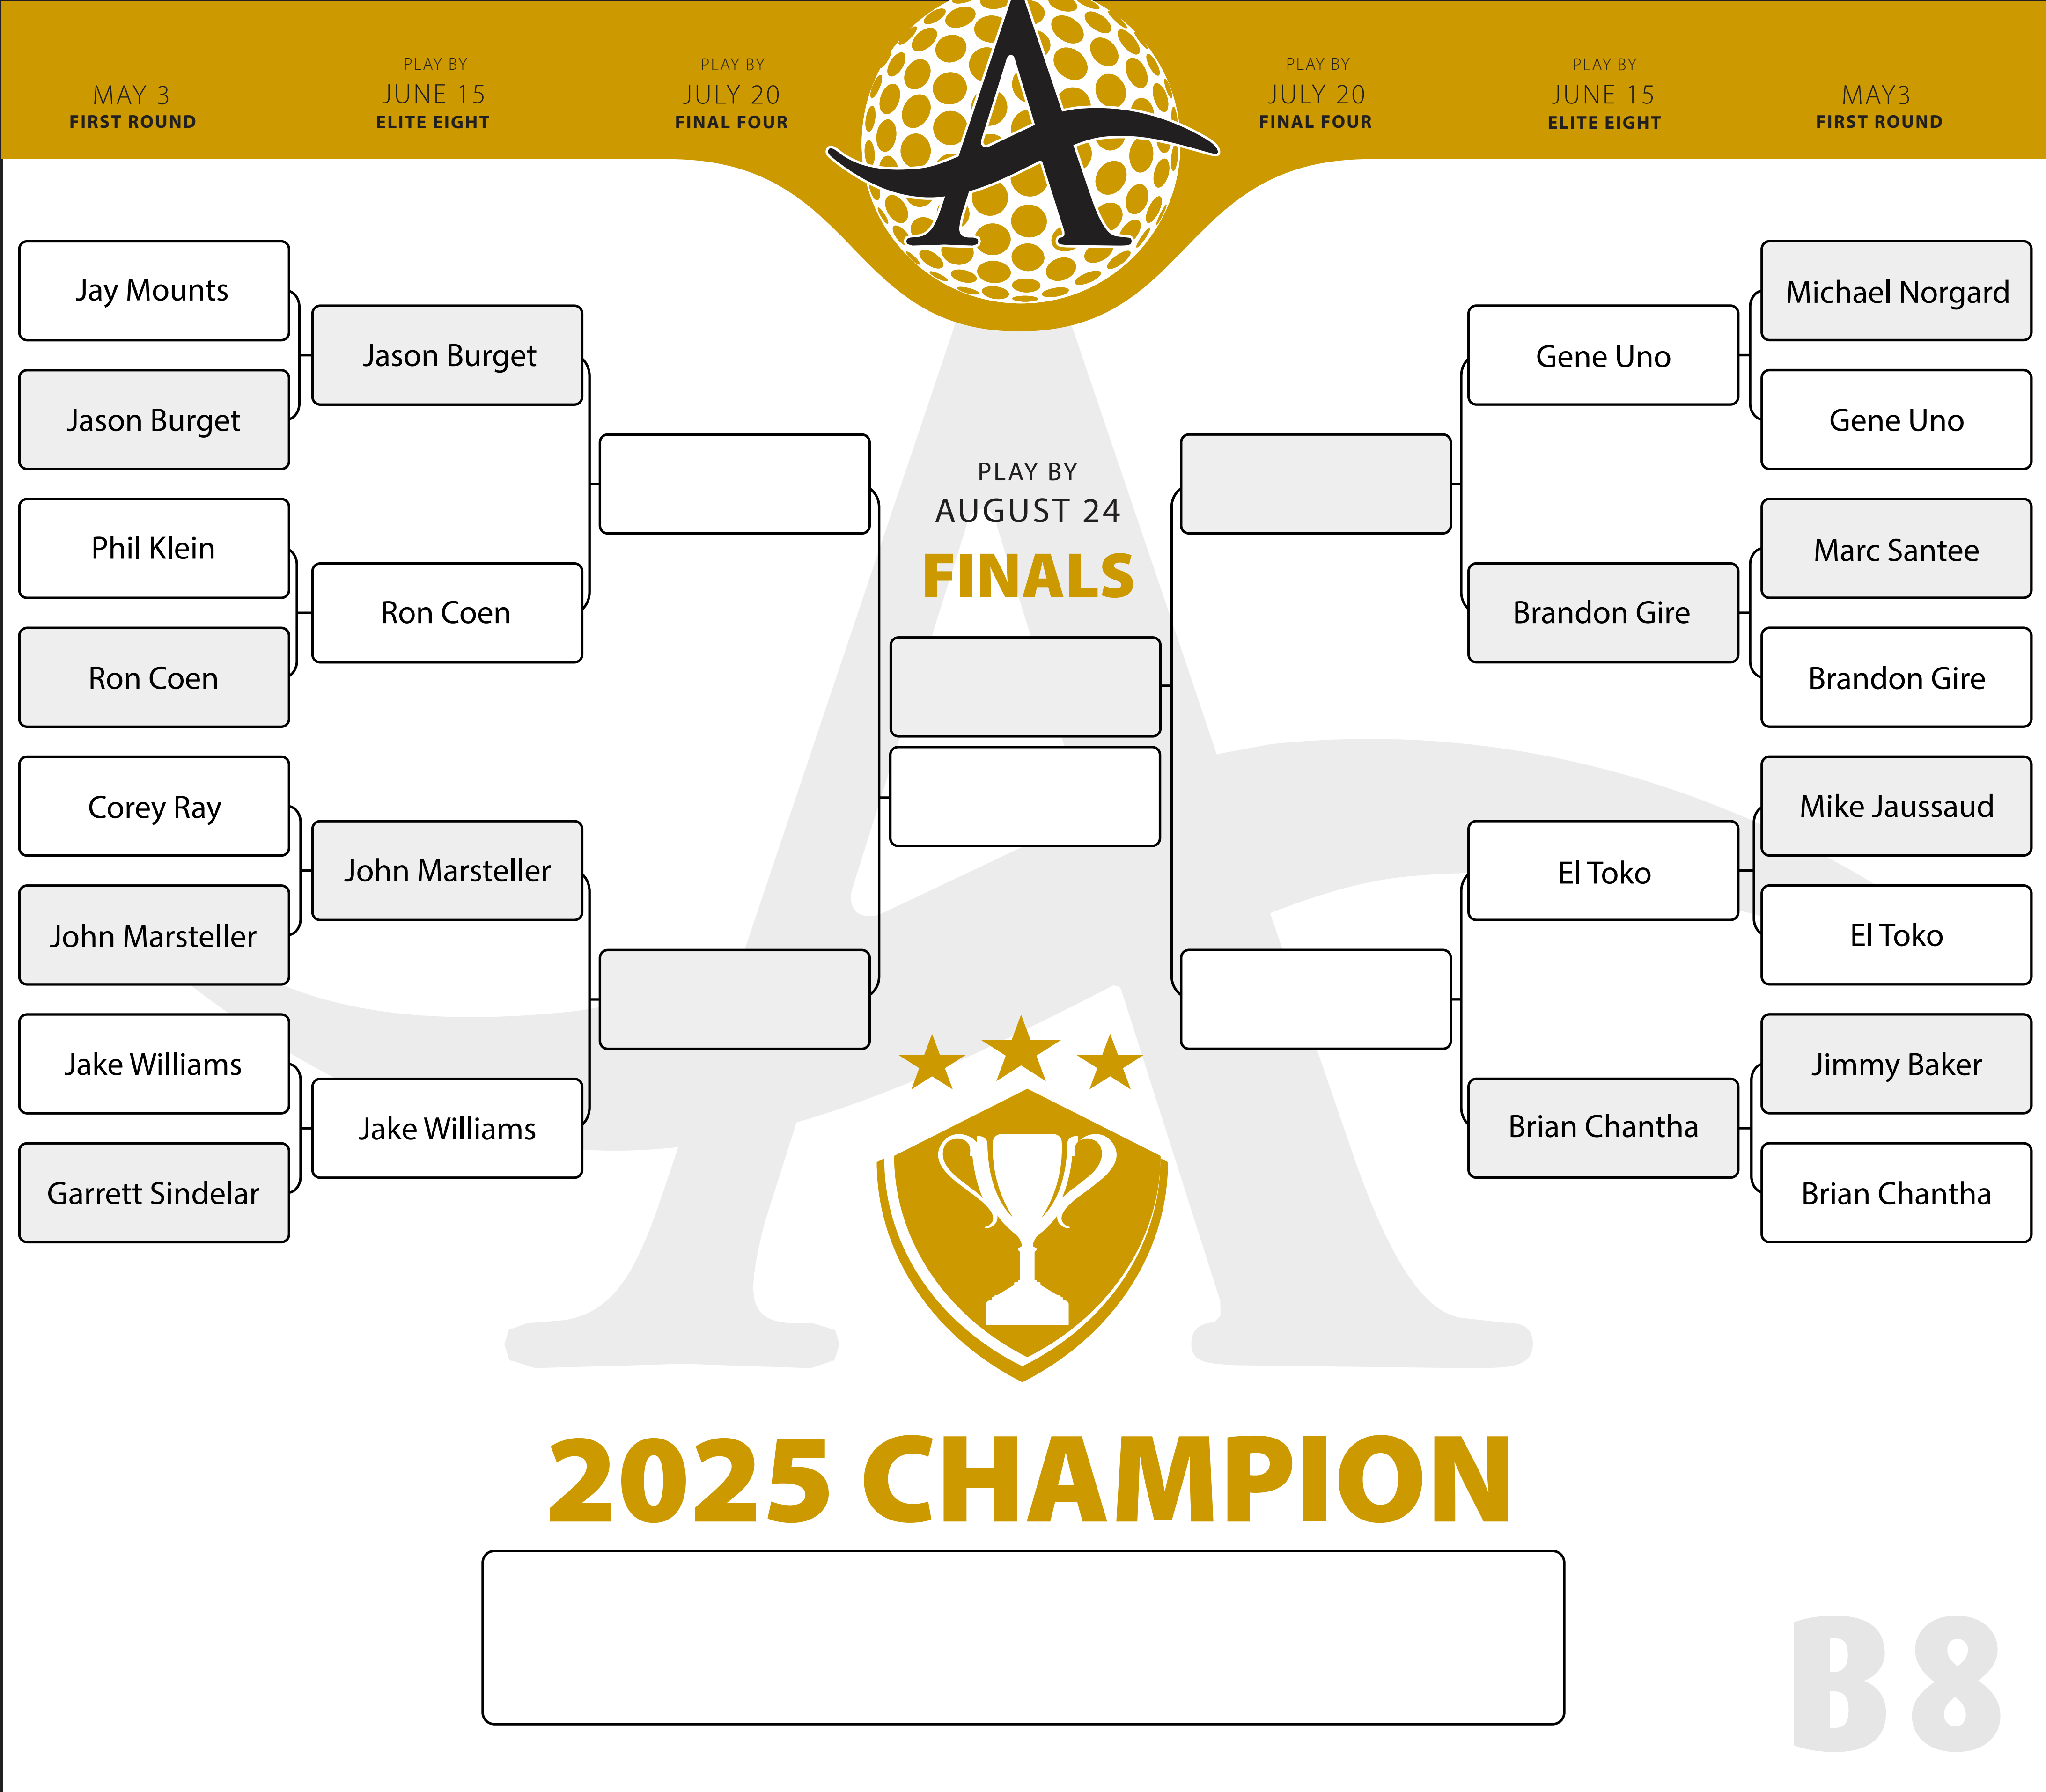 MAY 3
FIRST ROUND
PLAY BY
JUNE 15
ELITE EIGHT
PLAY BY
JULY 20
FINAL FOUR
A
PLAY BY
JULY 20
FINAL FOUR
PLAY BY
JUNE 15
ELITE EIGHT
MAY3
FIRST ROUND
Jay Mounts
Jason Burget
Phil Klein
Ron Coen
Corey Ray
John Marsteller
Jake Williams
Garrett Sindelar
Jason Burget
Ron Coen
John Marsteller
Jake Williams
PLAY BY
AUGUST 24
FINALS
Gene Uno
Brandon Gire
El Toko
Brian Chantha
Michael Norgard
Gene Uno
Marc Santee
Brandon Gire
Mike Jaussaud
El Toko
Jimmy Baker
Brian Chantha
2025 CHAMPION
B8